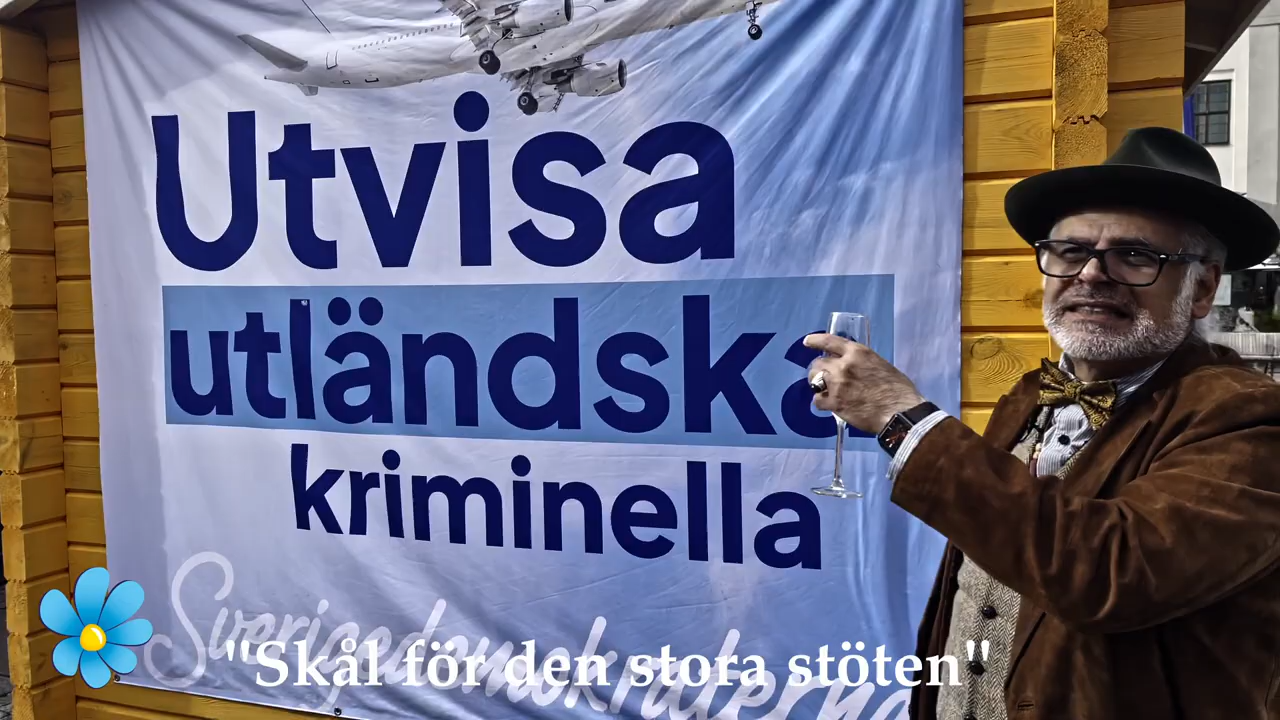 Utvisa
utländska
kriminella
Sverigedemokraterna
"Skål för den stora stöten"